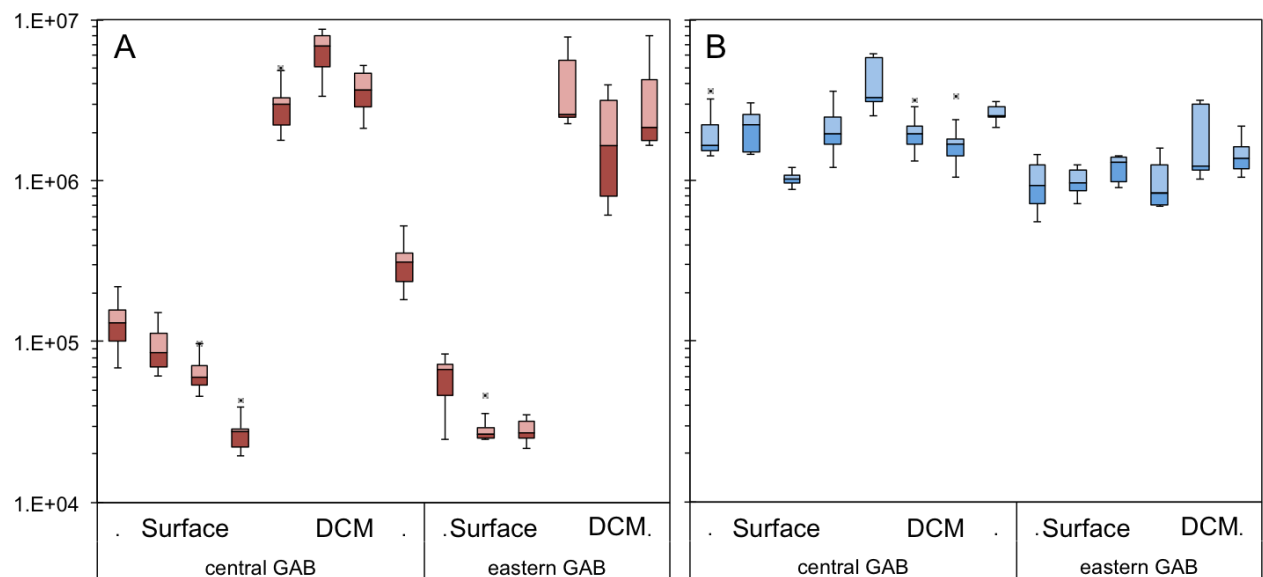 A
B
1.E+07
1.E+06
1.E+05
1.E+04
. Surface DCM . .Surface DCM.
central GAB eastern GAB
. Surface DCM . .Surface DCM.
central GAB eastern GAB